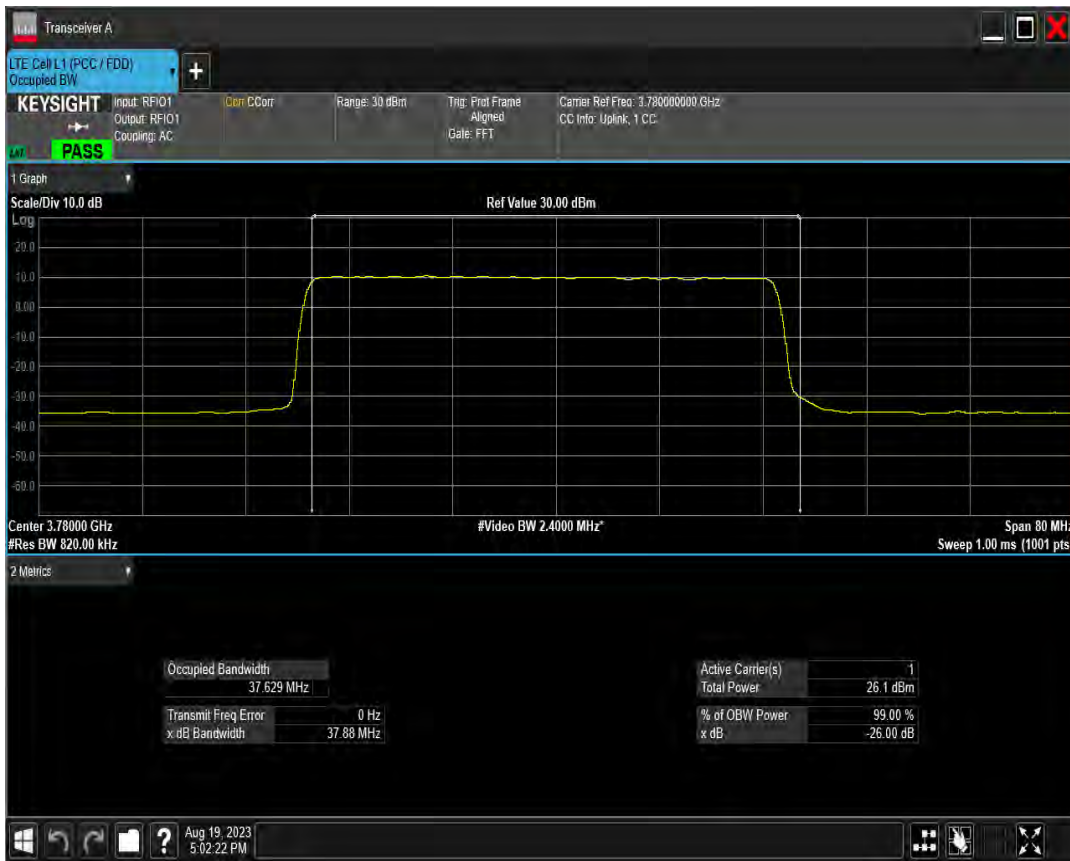 Transceiver A
LTE Cell L1 (PCC / FDD)
Occupied BW
+
KEYSIGHT
Input: RFIO1
Output: RFIO1
Coupling: AC
Corr CCorr
Range: 30 dBm
Trig: Prot Frame
Aligned
Gate: FFT
Carrier Ref Freq: 3.780000000 GHz
CC Info: Uplink, 1 CC
PASS
1 Graph
Scale/Div 10.0 dB
Ref Value 30.00 dBm
Log
20.0
10.0
0.00
-10.0
-20.0
-30.0
-40.0
-50.0
-60.0
Center 3.78000 GHz
#Video BW 2.4000 MHz*
Span 80 MHz
#Res BW 820.00 kHz
Sweep 1.00 ms (1001 pts
2 Metrics
Occupied Bandwidth
37.629 MHz
Transmit Freq Error 0 Hz
x dB Bandwidth 37.88 MHz
Active Carrier(s) 1
Total Power 26.1 dBm
% of OBW Power 99.00 %
x dB -26.00 dB
?
Aug 19, 2023
5:02:22 PM